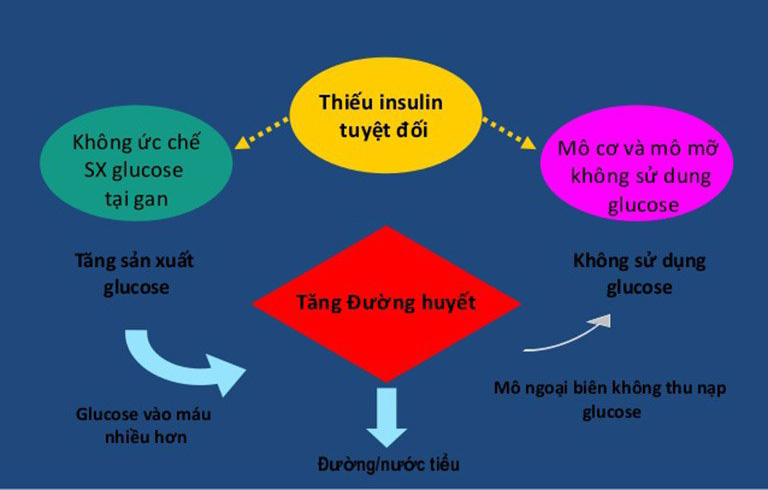 Thiếu insulin
tuyệt đối
Không ức chế
SX glucose
tại gan
Mô cơ và mô mỡ
không sử dung
glucose
Tăng sản xuất
glucose
Không sử dụng
glucose
Tăng Đường huyết
Glucose vào máu
nhiều hơn
Mô ngoại biên không thu nạp
glucose
Đường/nước tiểu